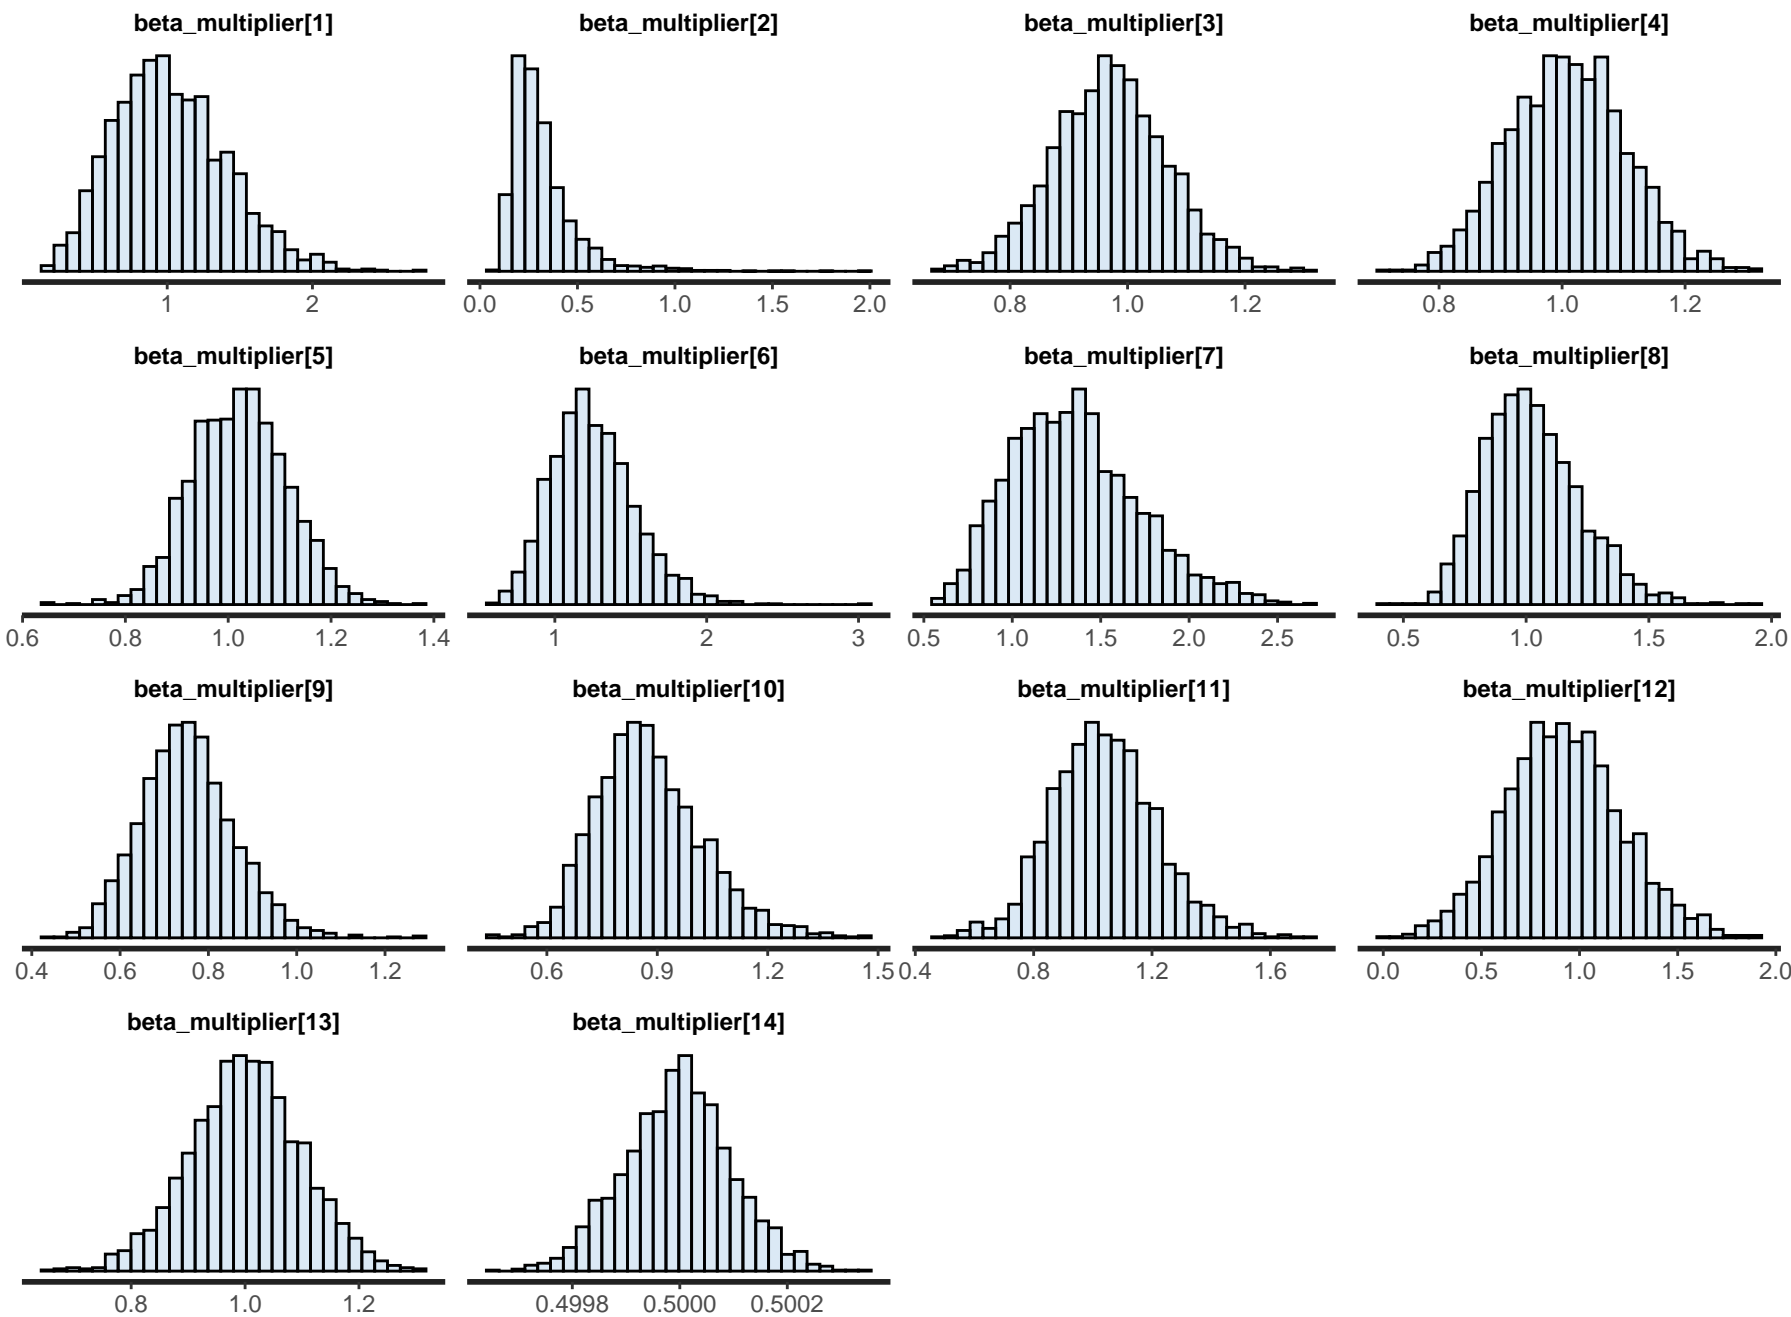 beta_multiplier[1] beta_multiplier[2] beta_multiplier[3] beta_multiplier[4]
1 2 0.0 0.5 1.0 1.5 2.0 0.8 1.0 1.2 0.8 1.0 1.2
beta_multiplier[5] beta_multiplier[6] beta_multiplier[7] beta_multiplier[8]
0.6 0.8 1.0 1.2 1.4 1 2 3 0.5 1.0 1.5 2.0 2.5 0.5 1.0 1.5 2.0
beta_multiplier[9] beta_multiplier[10] beta_multiplier[11] beta_multiplier[12]
0.4 0.6 0.8 1.0 1.2 0.6 0.9 1.2 1.5 0.4 0.8 1.2 1.6 0.0 0.5 1.0 1.5 2.0
beta_multiplier[13] beta_multiplier[14]
0.8 1.0 1.2 0.4998 0.5000 0.5002